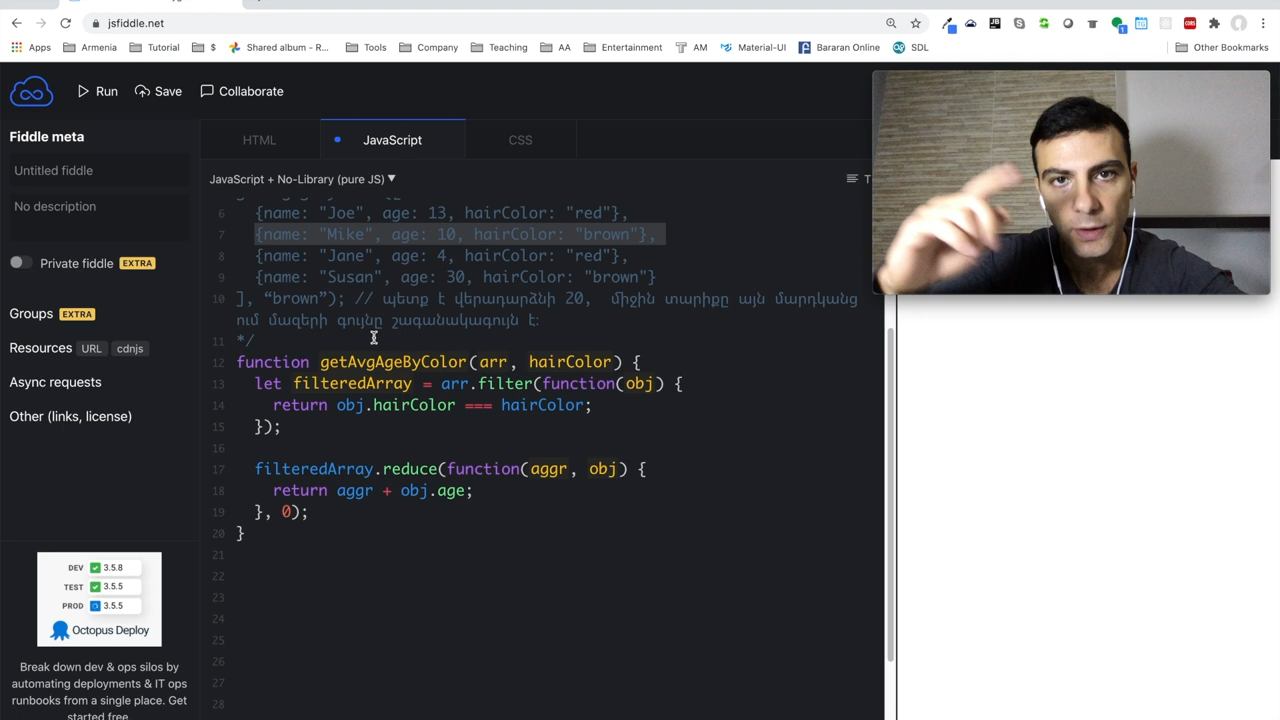 jsfiddle.net
Apps Armenia Tutorial $ Shared album - R... Tools Company Teaching AA Entertainment AM Material-UI Bararan Online SDL Other Bookmarks
Run Save Collaborate
Fiddle meta
Untitled fiddle
No description
Private fiddle EXTRA
Groups EXTRA
Resources URL cdnjs
Async requests
Other (links, license)
DEV 3.5.8
TEST 3.5.5
PROD 3.5.5
Octopus Deploy
Break down dev & ops silos by
automating deployments & IT ops
runbooks from a single place. Get
started free.
HTML JavaScript CSS
JavaScript + No-Library (pure JS) ▼
6 {name: "Joe", age: 13, hairColor: "red"},
7 {name: "Mike", age: 10, hairColor: "brown"},
8 {name: "Jane", age: 4, hairColor: "red"},
9 {name: "Susan", age: 30, hairColor: "brown"}
10 ], “brown”); // պետք է վերադարձնի 20, միջին տարիքը այն մարդկանց
ում մազերի գույնը շագանակագույն է։
11 */
12 function getAvgAgeByColor(arr, hairColor) {
13 let filteredArray = arr.filter(function(obj) {
14 return obj.hairColor === hairColor;
15 });
16
17 filteredArray.reduce(function(aggr, obj) {
18 return aggr + obj.age;
19 }, 0);
20 }
21
22
23
24
25
26
27
28